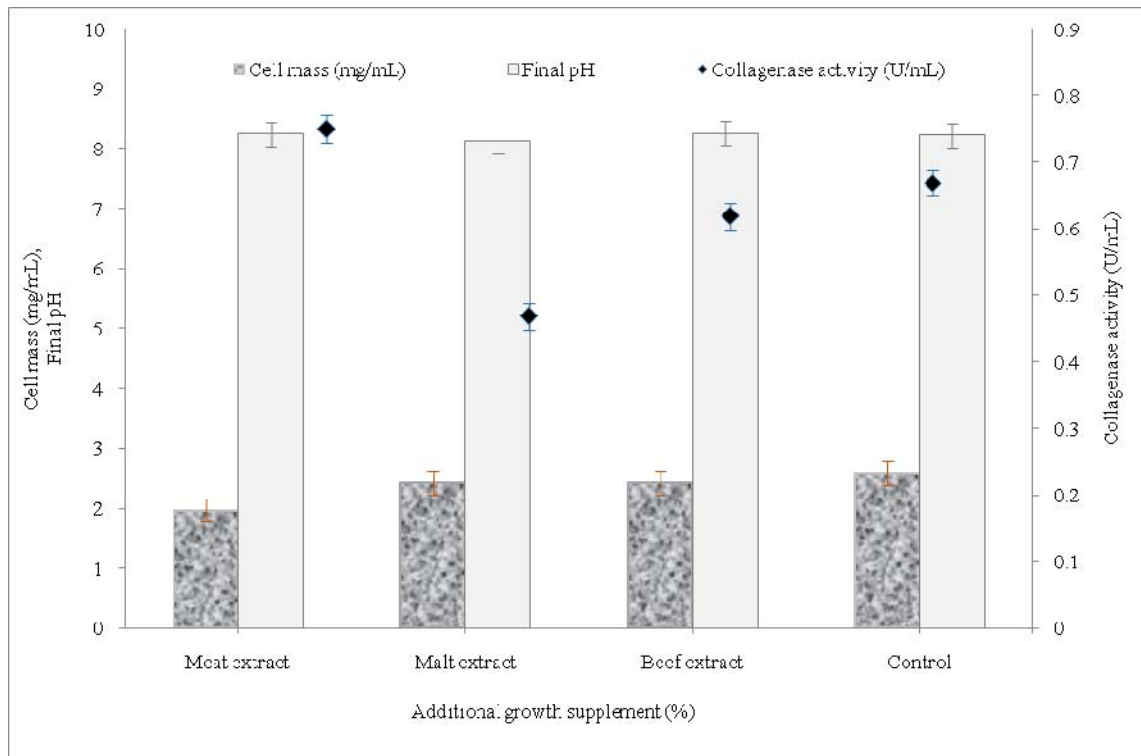 10
9
8
7
6
5
4
3
2
1
0
Cell mass (mg/mL),
Final pH
Cell mass (mg/mL)
Final pH
Collagenase activity (U/mL)
0.9
0.8
0.7
0.6
0.5
0.4
0.3
0.2
0.1
0
Collagenase activity (U/mL)
Meat extract
Malt extract
Beef extract
Control
Additional growth supplement (%)